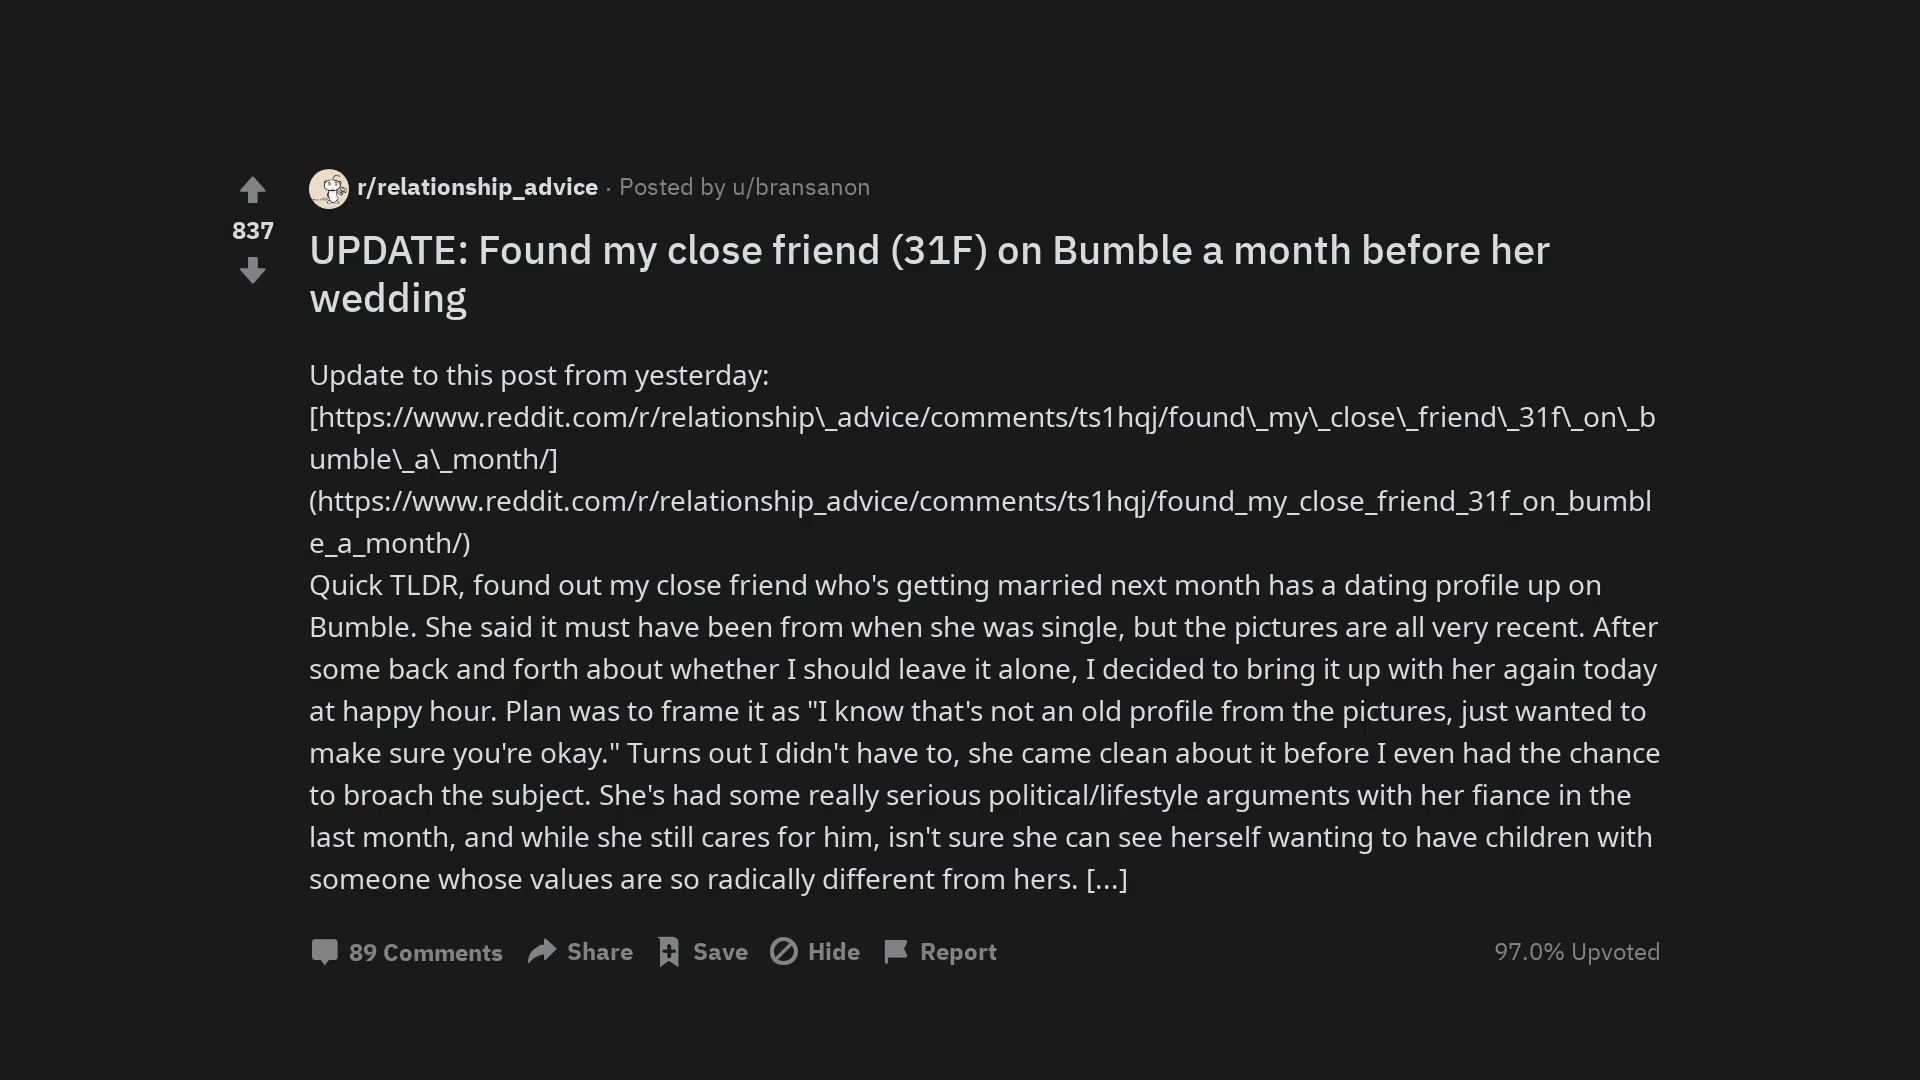 r/relationship_advice · Posted by u/bransanon
837
UPDATE: Found my close friend (31F) on Bumble a month before her
wedding
Update to this post from yesterday:
[https://www.reddit.com/r/relationship\_advice/comments/ts1hqj/found\_my\_close\_friend\_31f\_on\_b
umble\_a\_month/]
(https://www.reddit.com/r/relationship_advice/comments/ts1hqj/found_my_close_friend_31f_on_bumbl
e_a_month/)
Quick TLDR, found out my close friend who's getting married next month has a dating profile up on
Bumble. She said it must have been from when she was single, but the pictures are all very recent. After
some back and forth about whether I should leave it alone, I decided to bring it up with her again today
at happy hour. Plan was to frame it as "I know that's not an old profile from the pictures, just wanted to
make sure you're okay." Turns out I didn't have to, she came clean about it before I even had the chance
to broach the subject. She's had some really serious political/lifestyle arguments with her fiance in the
last month, and while she still cares for him, isn't sure she can see herself wanting to have children with
someone whose values are so radically different from hers. [...]
89 Comments Share Save Hide Report 97.0% Upvoted